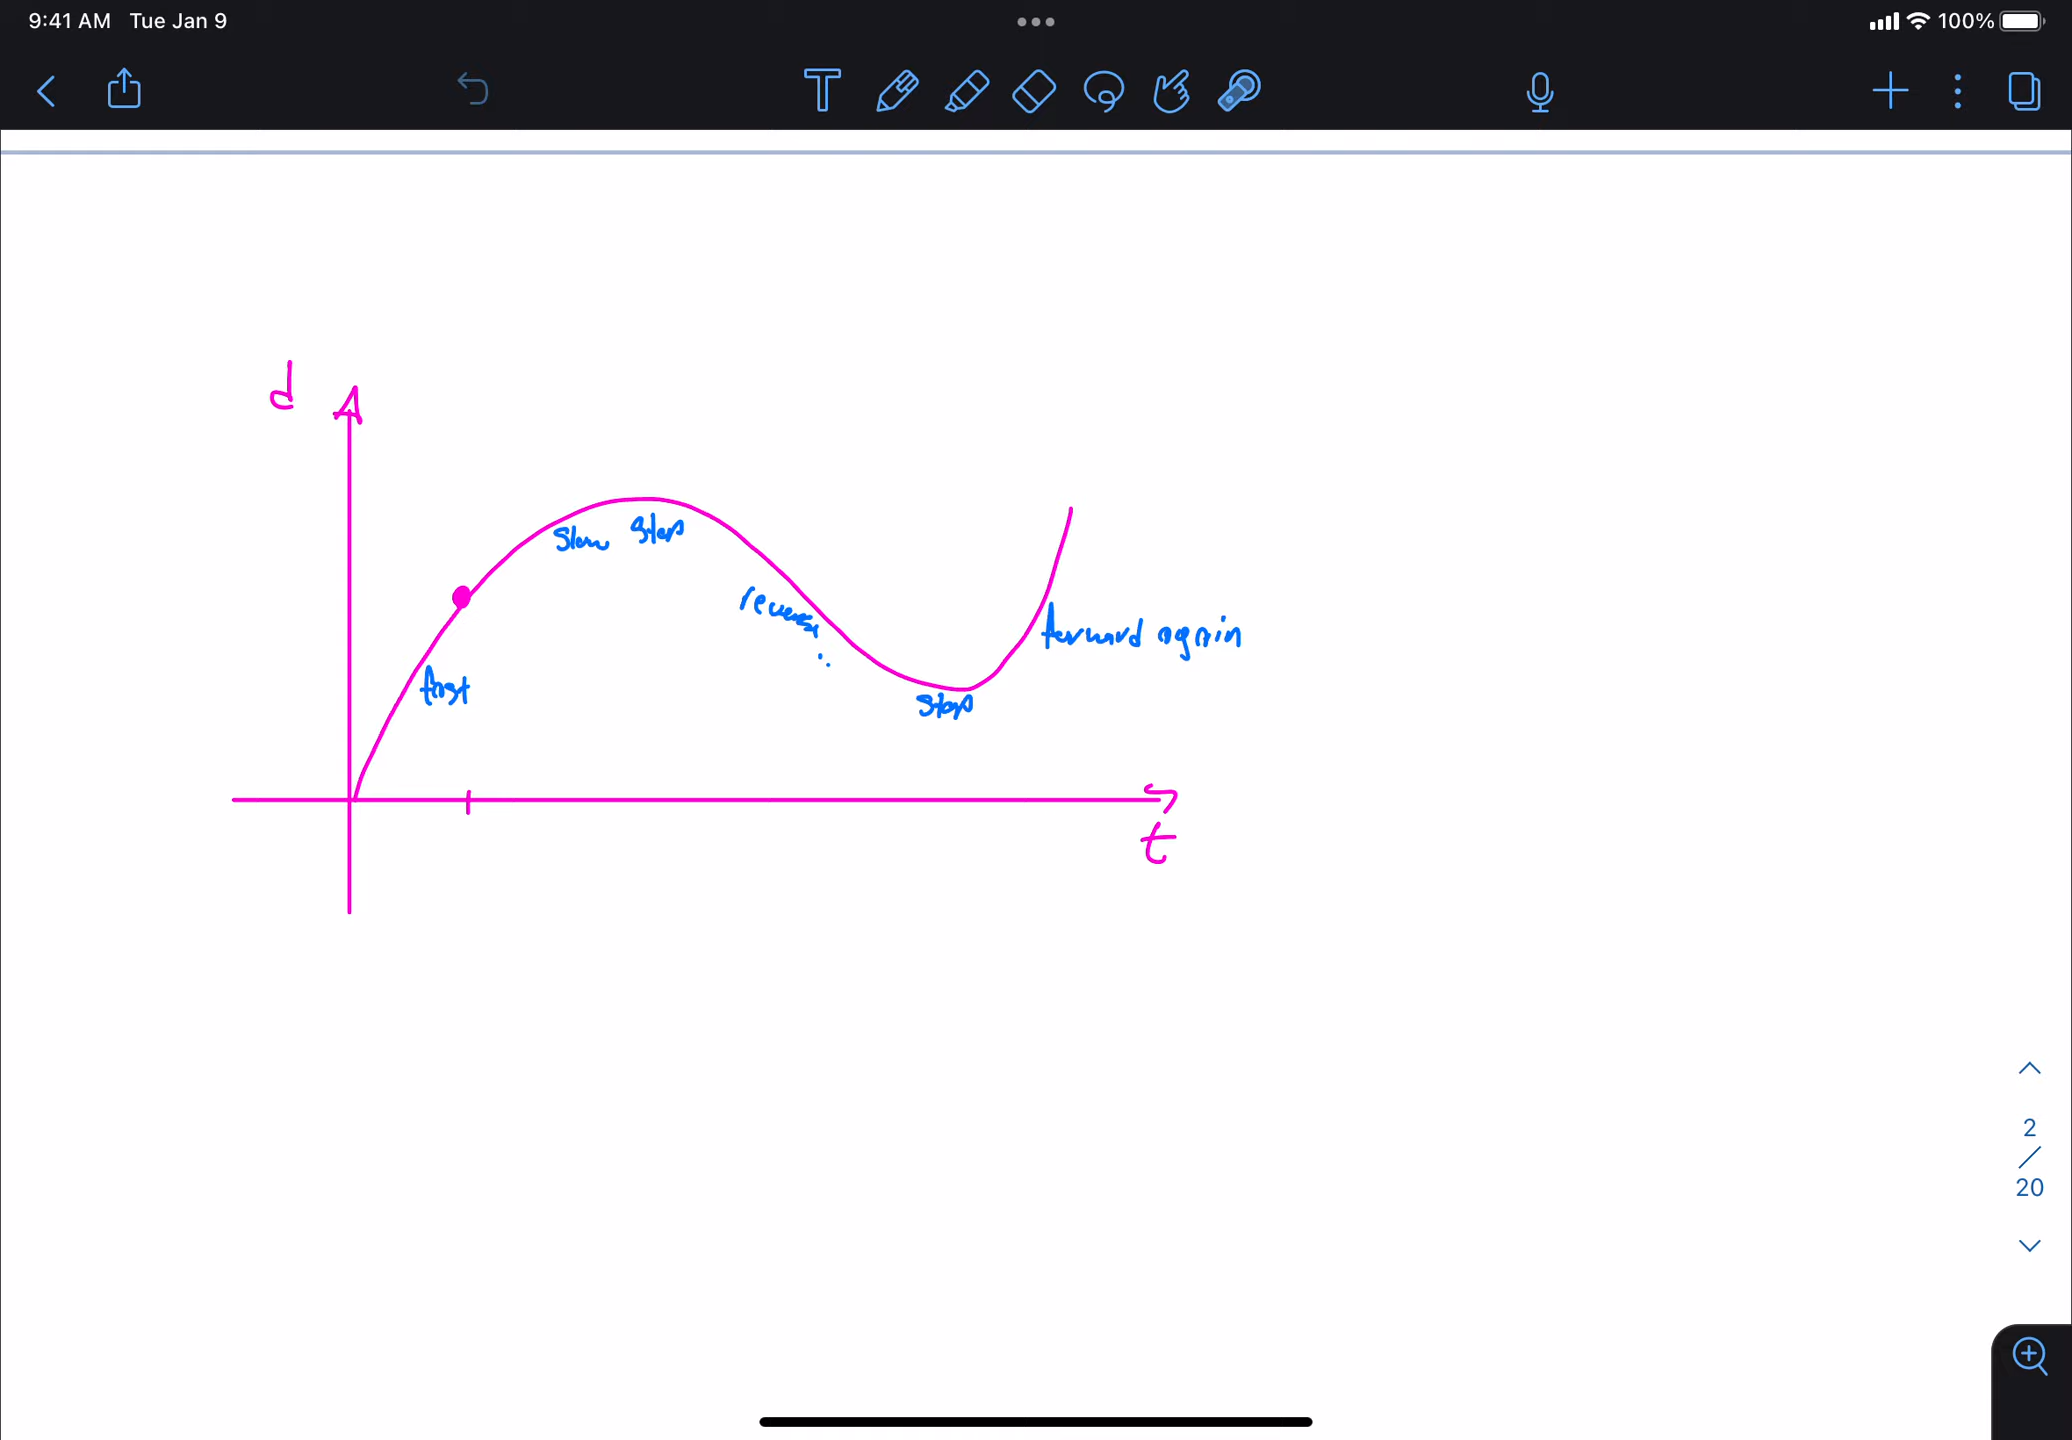 9:41 AM Tue Jan 9
100%
T
d
slow stop
reverse
forward again
fast
stop
t
2
/
20